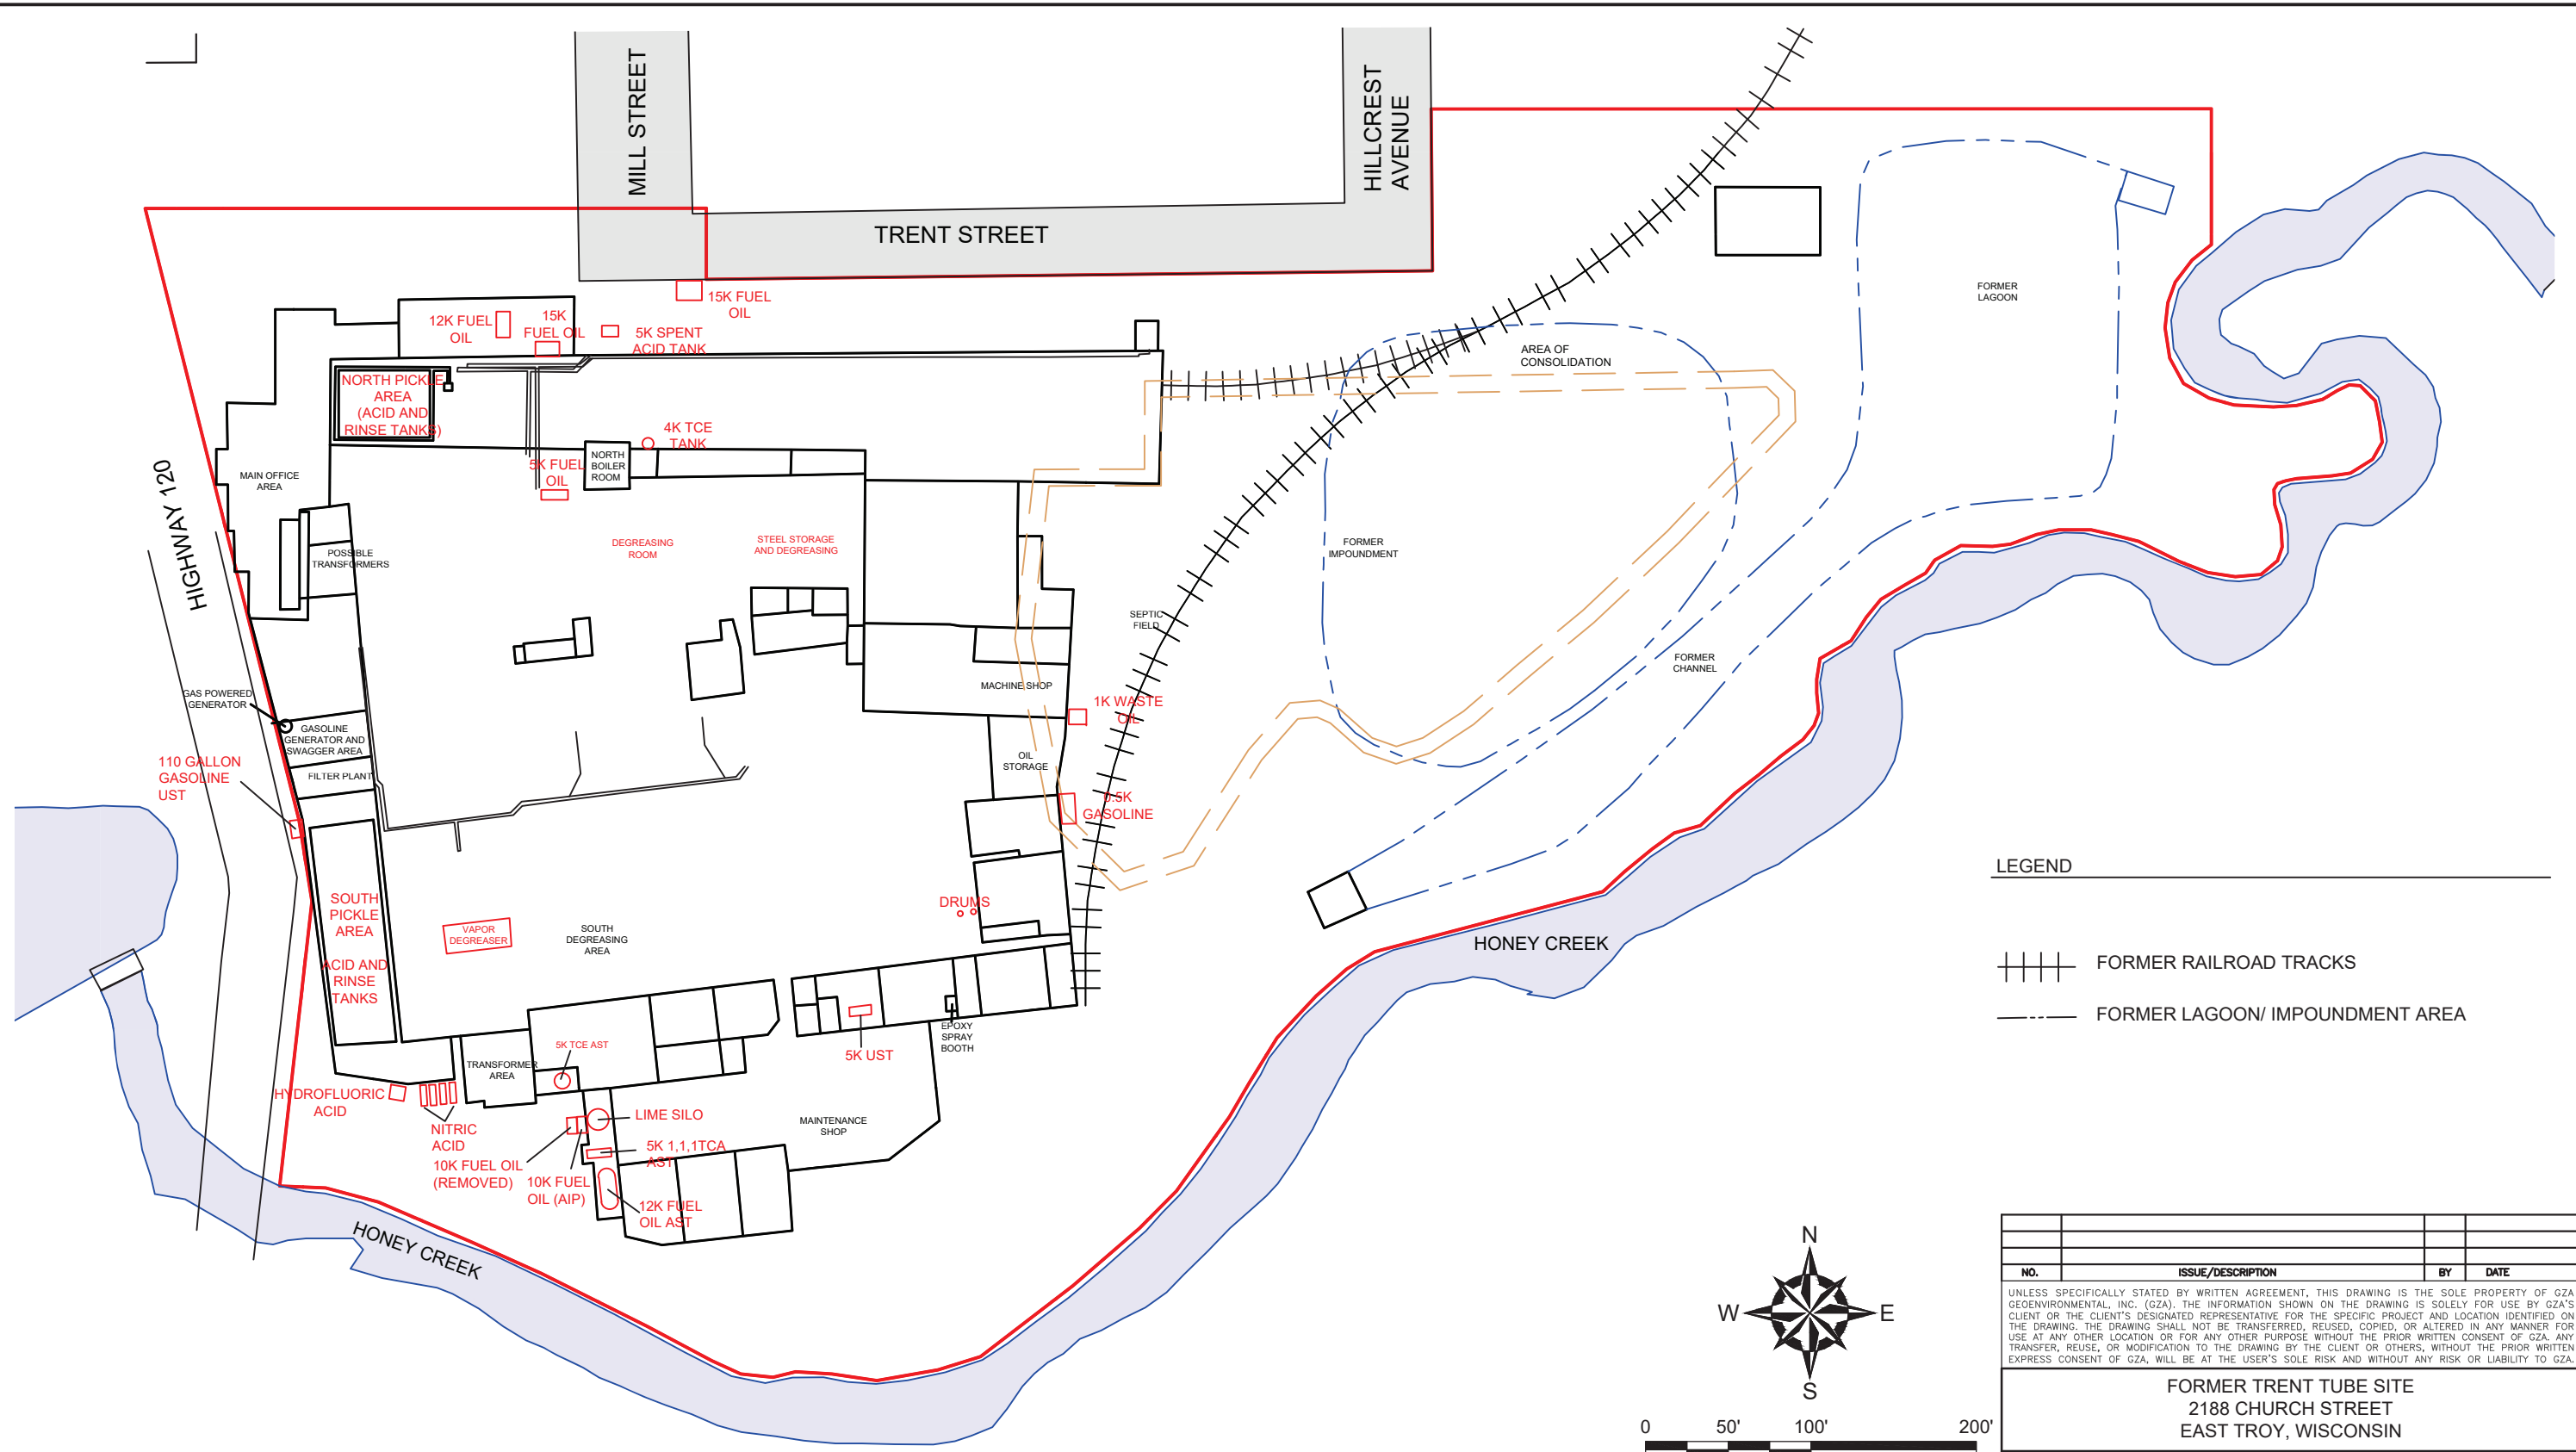 MILL STREET
HILLCREST
AVENUE
TRENT STREET
15K FUEL
OIL
12K FUEL
OIL
15K
FUEL OIL
5K SPENT
ACID TANK
FORMER
LAGOON
AREA OF
CONSOLIDATION
NORTH PICKLE
AREA
(ACID AND
RINSE TANKS)
4K TCE
TANK
NORTH
BOILER
ROOM
5K FUEL
OIL
MAIN OFFICE
AREA
HIGHWAY 120
POSSIBLE
TRANSFORMERS
DEGREASING
ROOM
STEEL STORAGE
AND DEGREASING
FORMER
IMPOUNDMENT
SEPTIC
FIELD
FORMER
CHANNEL
MACHINE SHOP
1K WASTE
OIL
GAS POWERED
GENERATOR
GASOLINE
GENERATOR AND
SWAGGER AREA
FILTER PLANT
110 GALLON
GASOLINE
UST
OIL
STORAGE
0.5K
GASOLINE
SOUTH
PICKLE
AREA
ACID AND
RINSE
TANKS
VAPOR
DEGREASER
SOUTH
DEGREASING
AREA
DRUMS
HONEY CREEK
LEGEND
FORMER RAILROAD TRACKS
FORMER LAGOON/ IMPOUNDMENT AREA
EPOXY
SPRAY
BOOTH
5K UST
5K TCE AST
TRANSFORMER
AREA
HYDROFLUORIC
ACID
NITRIC
ACID
LIME SILO
MAINTENANCE
SHOP
5K 1,1,1TCA
AST
10K FUEL OIL
(REMOVED)
10K FUEL
OIL (AIP)
12K FUEL
OIL AST
HONEY CREEK
N
W
E
S
0 50' 100' 200'
NO. ISSUE/DESCRIPTION BY DATE
UNLESS SPECIFICALLY STATED BY WRITTEN AGREEMENT, THIS DRAWING IS THE SOLE PROPERTY OF GZA
GEOENVIRONMENTAL, INC. (GZA). THE INFORMATION SHOWN ON THE DRAWING IS SOLELY FOR USE BY GZA'S
CLIENT OR THE CLIENT'S DESIGNATED REPRESENTATIVE FOR THE SPECIFIC PROJECT AND LOCATION IDENTIFIED ON
THE DRAWING. THE DRAWING SHALL NOT BE TRANSFERRED, REUSED, COPIED, OR ALTERED IN ANY MANNER FOR
USE AT ANY OTHER LOCATION OR FOR ANY OTHER PURPOSE WITHOUT THE PRIOR WRITTEN CONSENT OF GZA. ANY
TRANSFER, REUSE, OR MODIFICATION TO THE DRAWING BY THE CLIENT OR OTHERS, WITHOUT THE PRIOR WRITTEN
EXPRESS CONSENT OF GZA, WILL BE AT THE USER'S SOLE RISK AND WITHOUT ANY RISK OR LIABILITY TO GZA.
FORMER TRENT TUBE SITE
2188 CHURCH STREET
EAST TROY, WISCONSIN